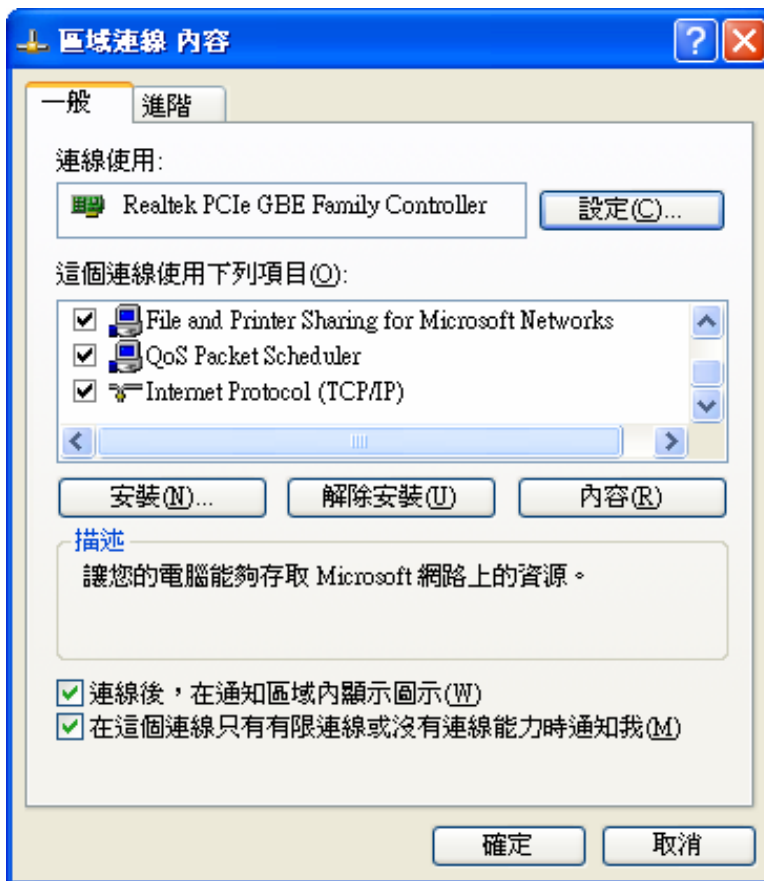 區域連線 內容
一般
進階
連線使用:
Realtek PCIe GBE Family Controller
設定(C)...
這個連線使用下列項目(O):
File and Printer Sharing for Microsoft Networks
QoS Packet Scheduler
Internet Protocol (TCP/IP)
安裝(N)...
解除安裝(U)
內容(R)
描述
讓您的電腦能夠存取 Microsoft 網路上的資源。
連線後，在通知區域內顯示圖示(W)
在這個連線只有有限連線或沒有連線能力時通知我(M)
確定
取消